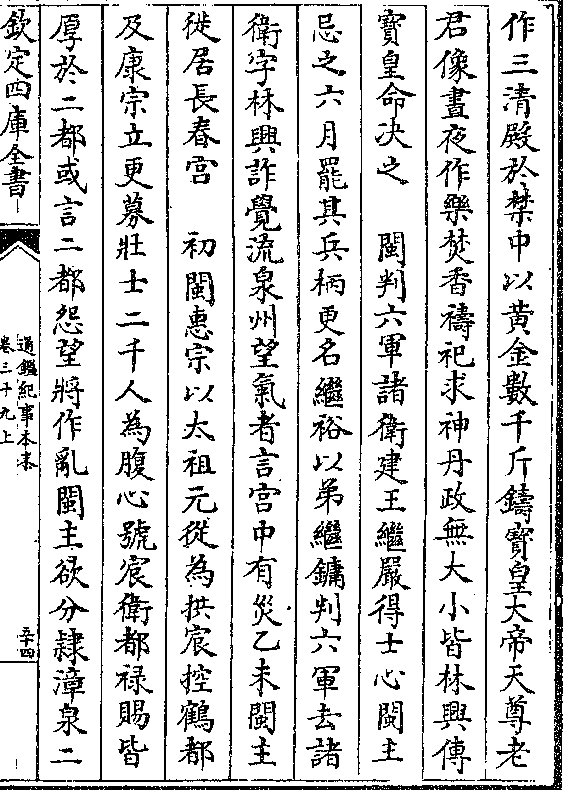 作三清殿於禁中以黄金數千斤鑄寳皇大帝天尊老
君像晝夜作樂焚香禱祀求神丹政無大小皆林興傳
寳皇命决之　閩判六軍諸衛建王繼嚴得士心閩主
忌之六月罷其兵柄更名繼裕以弟繼鏞判六軍去諸
衛字林興詐覺流泉州望氣者言宫中有災乙未閩主
徙居長春宫　初閩惠宗以太祖元從為拱宸控鶴都
及康宗立更募壯士二千人為腹心號宸衛都禄賜皆
厚於二都或言二都怨望將作亂閩主欲分隸漳泉二
欽定四庫全書
通鑑紀事本末
卷三十九上
五十四